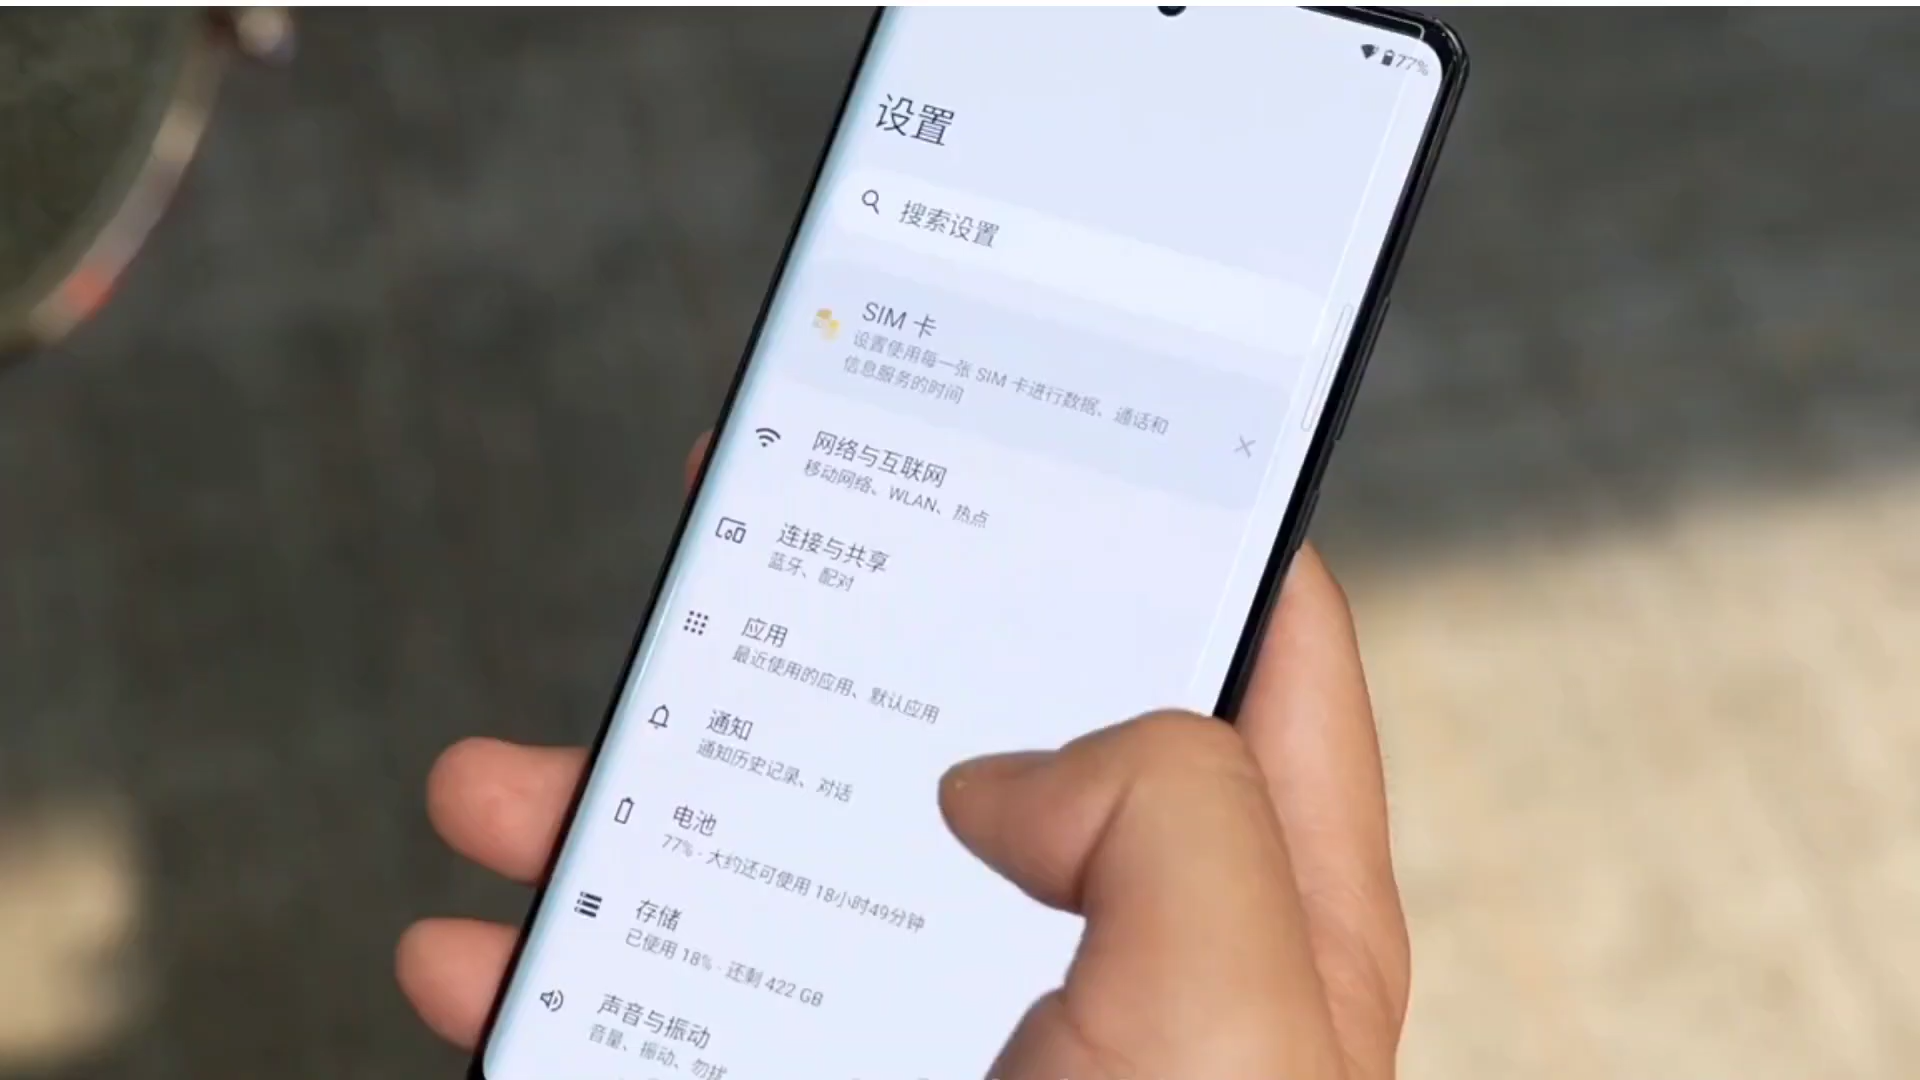 77%
设置
搜索设置
SIM 卡
设置使用每一张 SIM 卡进行数据、通话和
信息服务的时间
网络与互联网
移动网络、WLAN、热点
连接与共享
蓝牙、配对
应用
最近使用的应用、默认应用
通知
通知历史记录、对话
电池
77% · 大约还可使用 18小时49分钟
存储
已使用 18% · 还剩 422 GB
声音与振动
音量、振动、勿扰